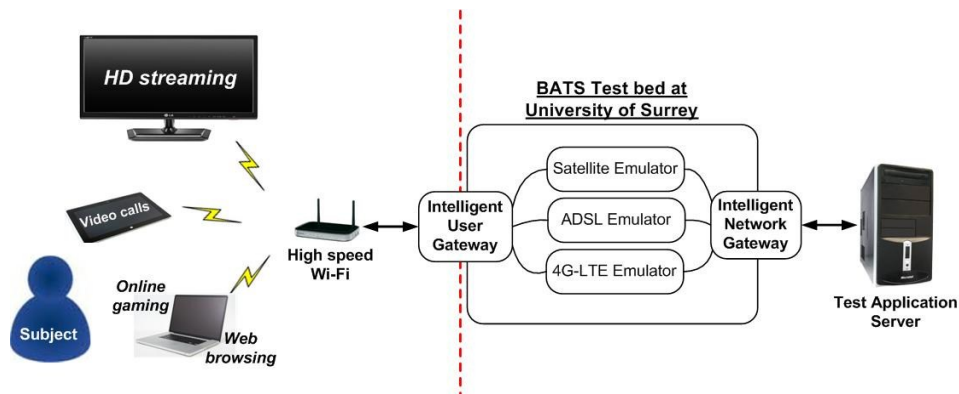 HD streaming
Video calls
Online
gaming
Subject
Web
browsing
High speed
Wi-Fi
BATS Test bed at
University of Surrey
Intelligent
User
Gateway
Satellite Emulator
ADSL Emulator
4G-LTE Emulator
Intelligent
Network
Gateway
Test Application
Server